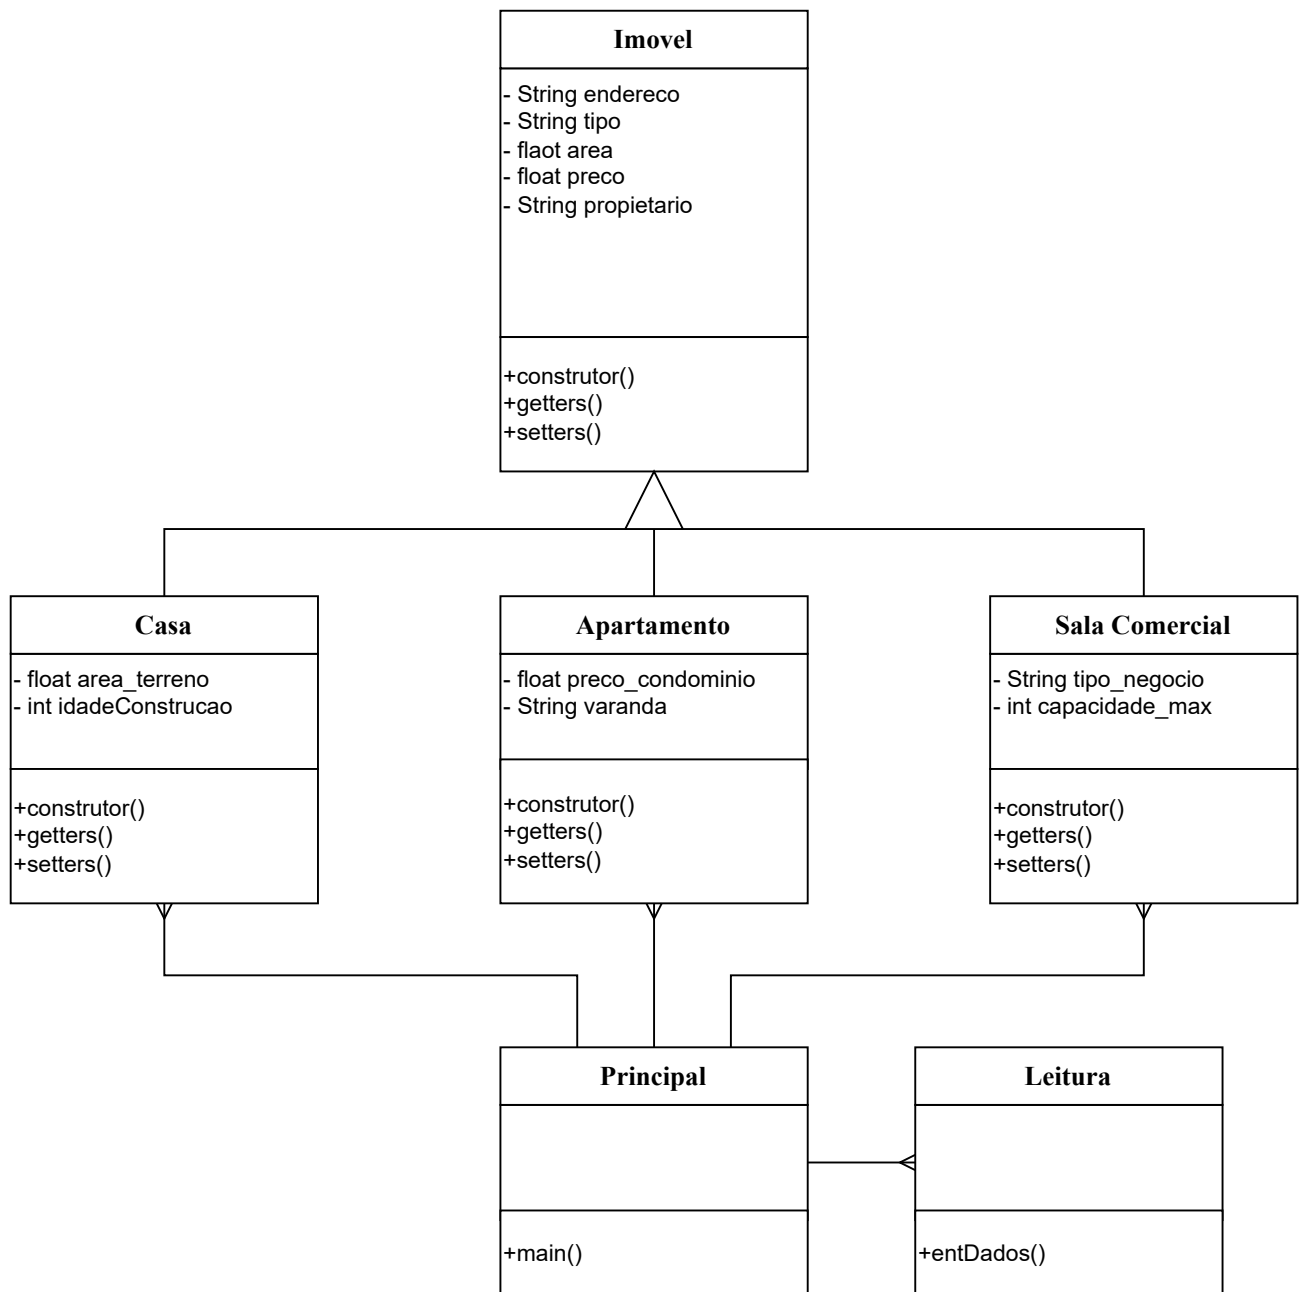 Imovel
- String endereco
- String tipo
- flaot area
- float preco
- String propietario
+construtor()
+getters()
+setters()
Casa
- float area_terreno
- int idadeConstrucao
+construtor()
+getters()
+setters()
Apartamento
- float preco_condominio
- String varanda
+construtor()
+getters()
+setters()
Sala Comercial
- String tipo_negocio
- int capacidade_max
+construtor()
+getters()
+setters()
Principal
+main()
Leitura
+entDados()